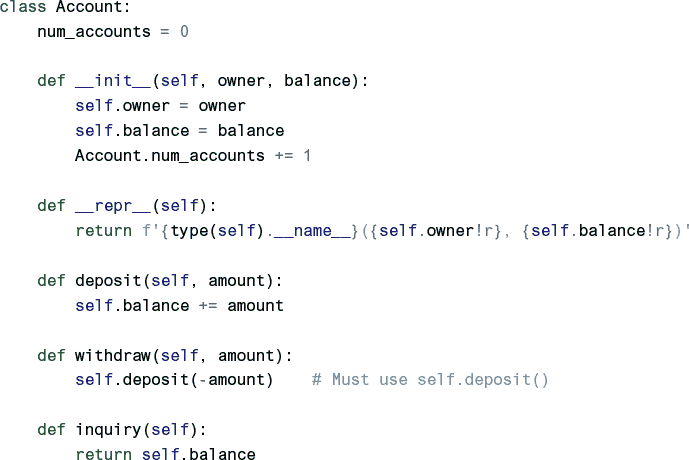 class Account:
    num_accounts = 0

    def __init__(self, owner, balance):
        self.owner = owner
        self.balance = balance
        Account.num_accounts += 1

    def __repr__(self):
        return f'{type(self).__name__}({self.owner!r}, {self.balance!r})'

    def deposit(self, amount):
        self.balance += amount

    def withdraw(self, amount):
        self.deposit(-amount)    # Must use self.deposit()

    def inquiry(self):
        return self.balance